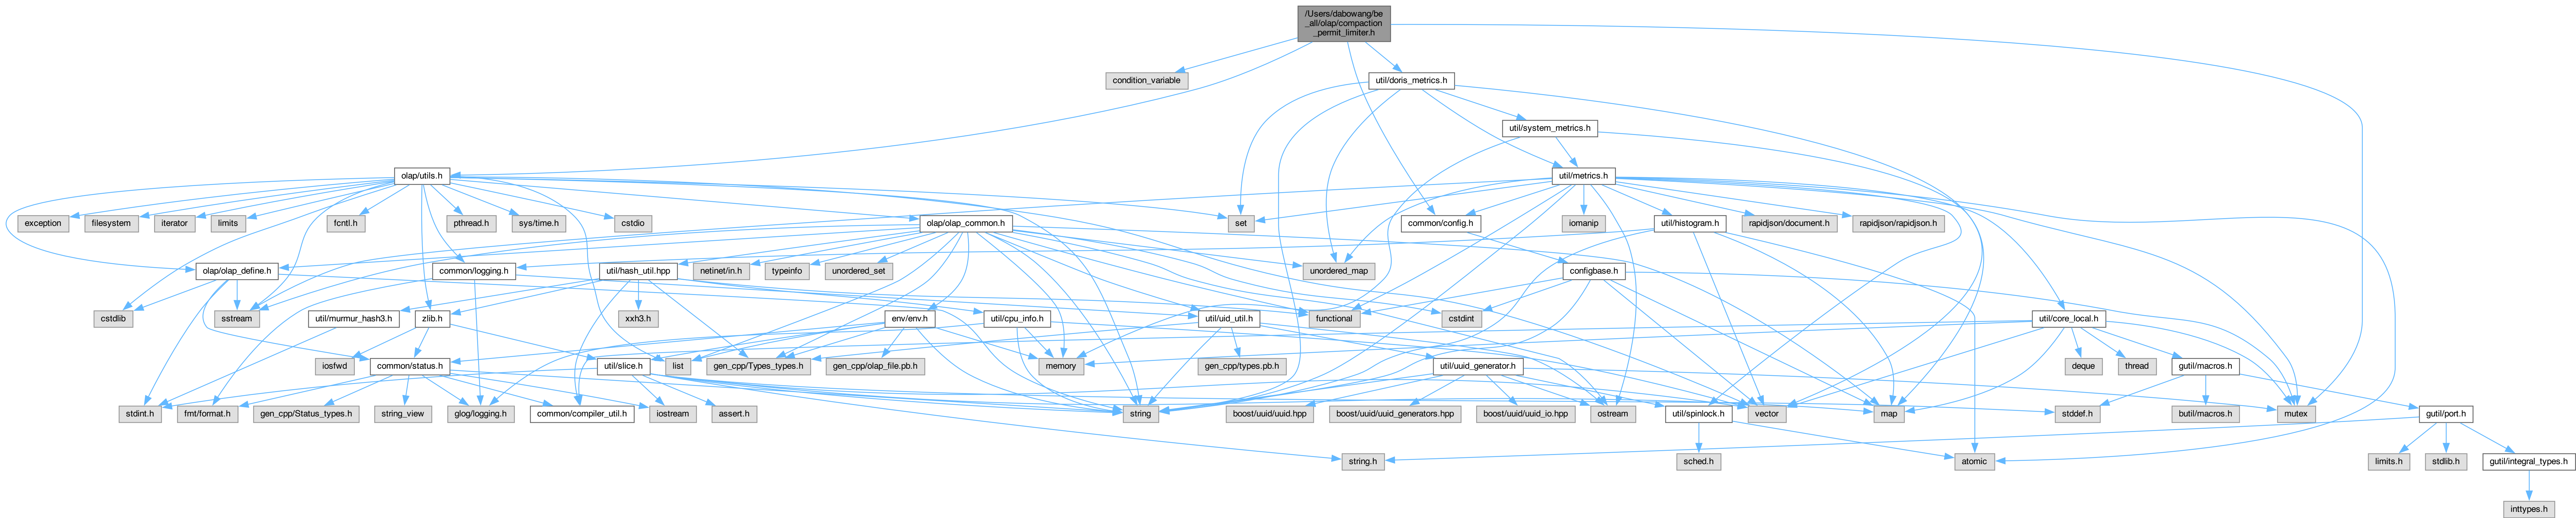 /Users/dabowang/be
_all/olap/compaction
_permit_limiter.h
condition_variable
util/doris_metrics.h
util/system_metrics.h
olap/utils.h
util/metrics.h
exception
filesystem
iterator
limits
fcntl.h
pthread.h
sys/time.h
cstdio
olap/olap_common.h
set
common/config.h
iomanip
util/histogram.h
rapidjson/document.h
rapidjson/rapidjson.h
olap/olap_define.h
common/logging.h
util/hash_util.hpp
netinet/in.h
typeinfo
unordered_set
unordered_map
configbase.h
cstdlib
sstream
util/murmur_hash3.h
zlib.h
xxh3.h
env/env.h
util/cpu_info.h
util/uid_util.h
functional
cstdint
util/core_local.h
iosfwd
common/status.h
util/slice.h
list
gen_cpp/Types_types.h
gen_cpp/olap_file.pb.h
memory
gen_cpp/types.pb.h
util/uuid_generator.h
deque
thread
gutil/macros.h
stdint.h
fmt/format.h
gen_cpp/Status_types.h
string_view
glog/logging.h
common/compiler_util.h
iostream
assert.h
string
boost/uuid/uuid.hpp
boost/uuid/uuid_generators.hpp
boost/uuid/uuid_io.hpp
ostream
util/spinlock.h
vector
map
stddef.h
butil/macros.h
mutex
gutil/port.h
string.h
sched.h
atomic
limits.h
stdlib.h
gutil/integral_types.h
inttypes.h